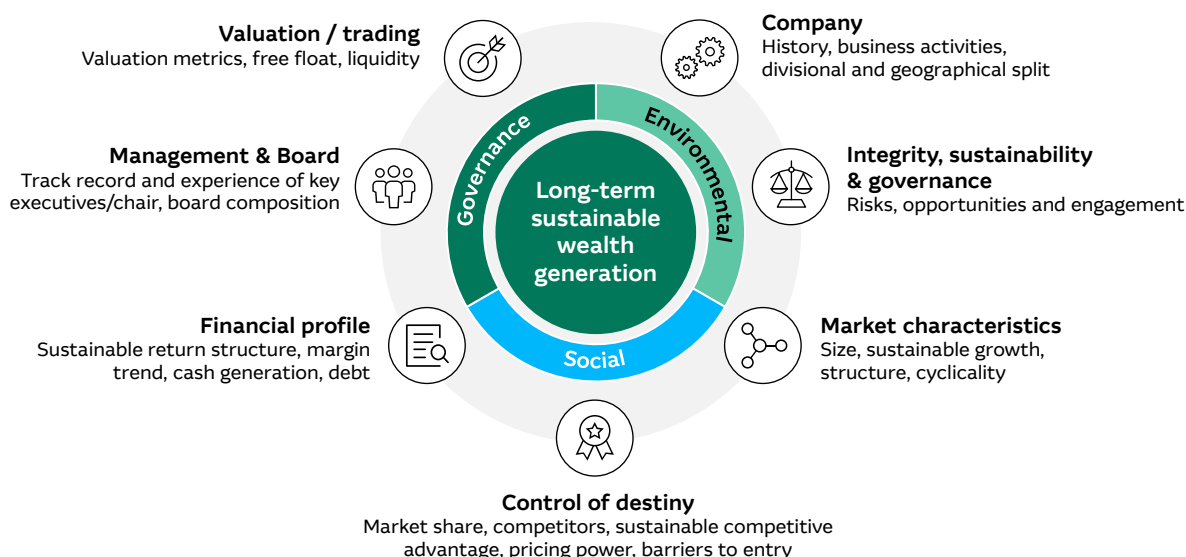 Valuation / trading
Valuation metrics, free float, liquidity
Company
History, business activities,
divisional and geographical split
Management & Board
Track record and experience of key
executives/chair, board composition
Integrity, sustainability
& governance
Risks, opportunities and engagement
Governance
Environmental
Social
Long-term
sustainable
wealth
generation
Financial profile
Sustainable return structure, margin
trend, cash generation, debt
Market characteristics
Size, sustainable growth,
structure, cyclicality
Control of destiny
Market share, competitors, sustainable competitive
advantage, pricing power, barriers to entry